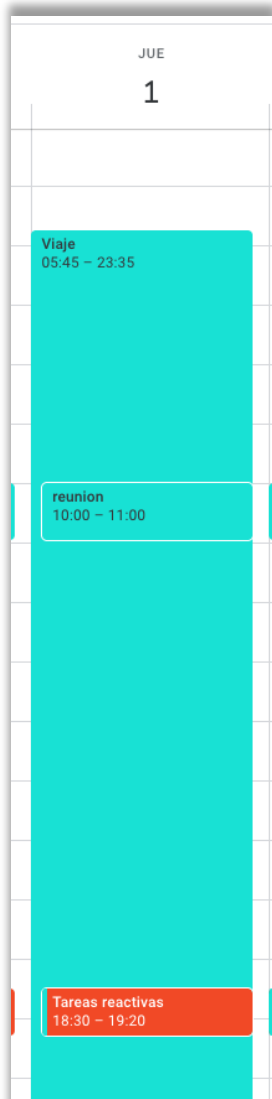 JUE
1
Viaje
05:45 – 23:35
reunion
10:00 – 11:00
Tareas reactivas
18:30 – 19:20